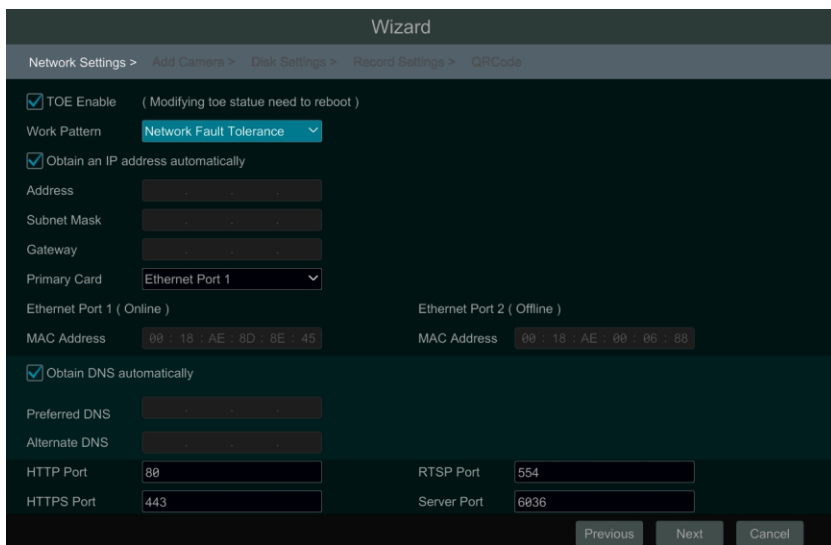 Wizard
Network Settings > Add Camera > Disk Settings > Record Settings > QRCode
TOE Enable ( Modifying toe statue need to reboot )
Work Pattern Network Fault Tolerance
Obtain an IP address automatically
Address . . .
Subnet Mask . . .
Gateway . . .
Primary Card Ethernet Port 1
Ethernet Port 1 ( Online ) Ethernet Port 2 ( Offline )
MAC Address 00 : 18 : AE : 8D : 8E : 45 MAC Address 00 : 18 : AE : 00 : 06 : 88
Obtain DNS automatically
Preferred DNS . . .
Alternate DNS . . .
HTTP Port 80 RTSP Port 554
HTTPS Port 443 Server Port 6036
Previous Next Cancel